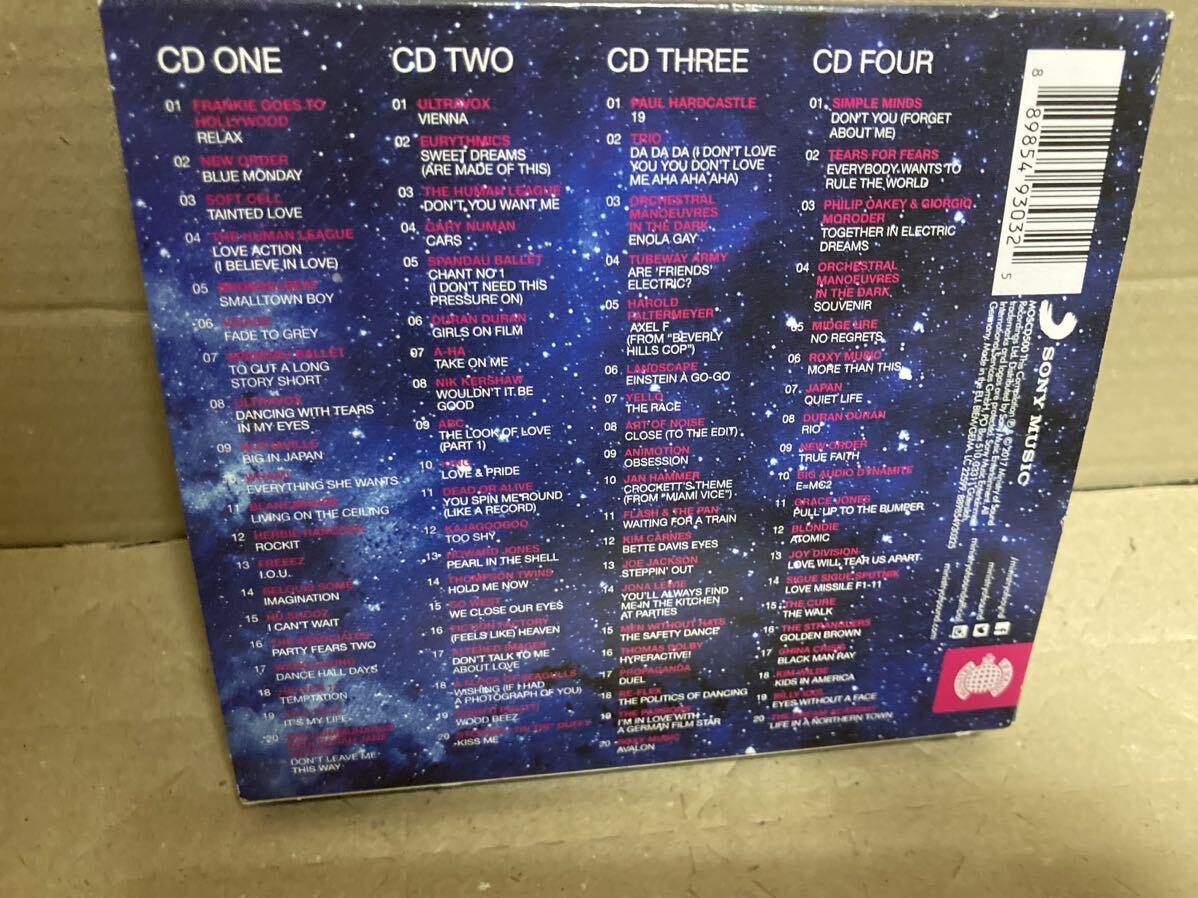 CD ONE
01 FRANKIE GOES TO
HOLLYWOOD
RELAX
02 NEW ORDER
BLUE MONDAY
03 SOFT CELL
TAINTED LOVE
04 THE HUMAN LEAGUE
LOVE ACTION
(I BELIEVE IN LOVE)
05 BRONSKI BEAT
SMALLTOWN BOY
06 VISAGE
FADE TO GREY
07 SPANDAU BALLET
TO CUT A LONG
STORY SHORT
08 ULTRAVOX
DANCING WITH TEARS
IN MY EYES
09 ALPHAVILLE
BIG IN JAPAN
10 WHAM!
EVERYTHING SHE WANTS
11 BLANCMANGE
LIVING ON THE CEILING
12 HERBIE HANCOCK
ROCKIT
13 FREEEZ
I.O.U.
14 BELOUIS SOME
IMAGINATION
15 NU SHOOZ
I CAN'T WAIT
16 THE ASSOCIATES
PARTY FEARS TWO
17 WANG CHUNG
DANCE HALL DAYS
18 HEAVEN 17
TEMPTATION
19 TALK TALK
IT'S MY LIFE
20
DON'T LEAVE ME
THIS WAY
CD TWO
01 ULTRAVOX
VIENNA
02 EURYTHMICS
SWEET DREAMS
(ARE MADE OF THIS)
03 THE HUMAN LEAGUE
DON'T YOU WANT ME
04 GARY NUMAN
CARS
05 SPANDAU BALLET
CHANT NO 1
(I DON'T NEED THIS
PRESSURE ON)
06 DURAN DURAN
GIRLS ON FILM
07 A-HA
TAKE ON ME
08 NIK KERSHAW
WOULDN'T IT BE
GOOD
09 ABC
THE LOOK OF LOVE
(PART 1)
10 KING
LOVE & PRIDE
11 DEAD OR ALIVE
YOU SPIN ME 'ROUND
(LIKE A RECORD)
12 KAJAGOOGOO
TOO SHY
13 HOWARD JONES
PEARL IN THE SHELL
14 THOMPSON TWINS
HOLD ME NOW
15 GO WEST
WE CLOSE OUR EYES
16 FICTION FACTORY
(FEELS LIKE) HEAVEN
17 ALTERED IMAGES
DON'T TALK TO ME
ABOUT LOVE
18 A FLOCK OF SEAGULLS
WISHING (IF I HAD
A PHOTOGRAPH OF YOU)
19 SCRITTI POLITTI
WOOD BEEZ
20 STEPHEN 'TIN TIN' DUFFY
KISS ME
CD THREE
01 PAUL HARDCASTLE
19
02 TRIO
DA DA DA (I DON'T LOVE
YOU YOU DON'T LOVE
ME AHA AHA AHA)
03 ORCHESTRAL
MANOEUVRES
IN THE DARK
ENOLA GAY
04 TUBEWAY ARMY
ARE 'FRIENDS'
ELECTRIC?
05 HAROLD
FALTERMEYER
AXEL F
(FROM "BEVERLY
HILLS COP")
06 LANDSCAPE
EINSTEIN A GO-GO
07 YELLO
THE RACE
08 ART OF NOISE
CLOSE (TO THE EDIT)
09 ANIMOTION
OBSESSION
10 JAN HAMMER
CROCKETT'S THEME
(FROM "MIAMI VICE")
11 FLASH & THE PAN
WAITING FOR A TRAIN
12 KIM CARNES
BETTE DAVIS EYES
13 JOE JACKSON
STEPPIN' OUT
14 JONA LEWIE
YOU'LL ALWAYS FIND
ME IN THE KITCHEN
AT PARTIES
15 MEN WITHOUT HATS
THE SAFETY DANCE
16 THOMAS DOLBY
HYPERACTIVE!
17 PROPAGANDA
DUEL
18 RE-FLEX
THE POLITICS OF DANCING
19 THE PASSIONS
I'M IN LOVE WITH
A GERMAN FILM STAR
20 ROXY MUSIC
AVALON
CD FOUR
01 SIMPLE MINDS
DON'T YOU (FORGET
ABOUT ME)
02 TEARS FOR FEARS
EVERYBODY WANTS TO
RULE THE WORLD
03 PHILIP OAKEY & GIORGIO
MORODER
TOGETHER IN ELECTRIC
DREAMS
04 ORCHESTRAL
MANOEUVRES
IN THE DARK
SOUVENIR
05 MIDGE URE
NO REGRETS
06 ROXY MUSIC
MORE THAN THIS
07 JAPAN
QUIET LIFE
08 DURAN DURAN
RIO
09 NEW ORDER
TRUE FAITH
10 BIG AUDIO DYNAMITE
E=MC2
11 GRACE JONES
PULL UP TO THE BUMPER
12 BLONDIE
ATOMIC
13 JOY DIVISION
LOVE WILL TEAR US APART
14 SIGUE SIGUE SPUTNIK
LOVE MISSILE F1-11
15 THE CURE
THE WALK
16 THE STRANGLERS
GOLDEN BROWN
17 CHINA CRISIS
BLACK MAN RAY
18 KIM WILDE
KIDS IN AMERICA
19 BILLY IDOL
EYES WITHOUT A FACE
20 THE DREAM ACADEMY
LIFE IN A NORTHERN TOWN
8 89854 93032 5
SONY MUSIC
ministryofsound.com